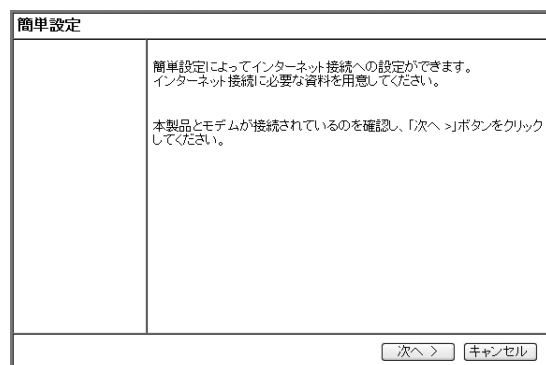 簡単設定
簡単設定によってインターネット接続への設定ができます。
インターネット接続に必要な資料を用意してください。
本製品とモデムが接続されているのを確認し、「次へ >」ボタンをクリック
してください。
次へ >
キャンセル